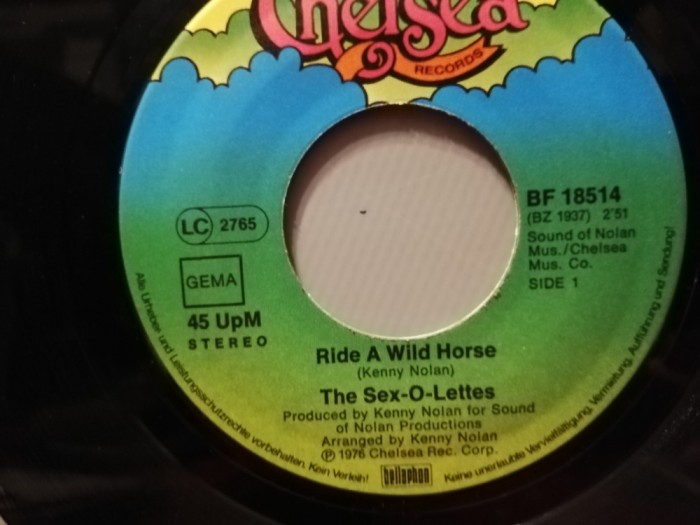 Chelsea
RECORDS
BF 18514
(BZ 1937) 2'51
LC 2765
Sound of Nolan
Mus./Chelsea
Mus. Co.
GEMA
SIDE 1
45 UpM
STEREO
Ride A Wild Horse
(Kenny Nolan)
The Sex-O-Lettes
Produced by Kenny Nolan for Sound
of Nolan Productions
Arranged by Kenny Nolan
℗ 1976 Chelsea Rec. Corp.
bellaphon
Alle Urheber- und Leistungsschutzrechte vorbehalten. Kein Verleih! Keine unerlaubte Vervielfältigung, Vermietung, Aufführung und Sendung!